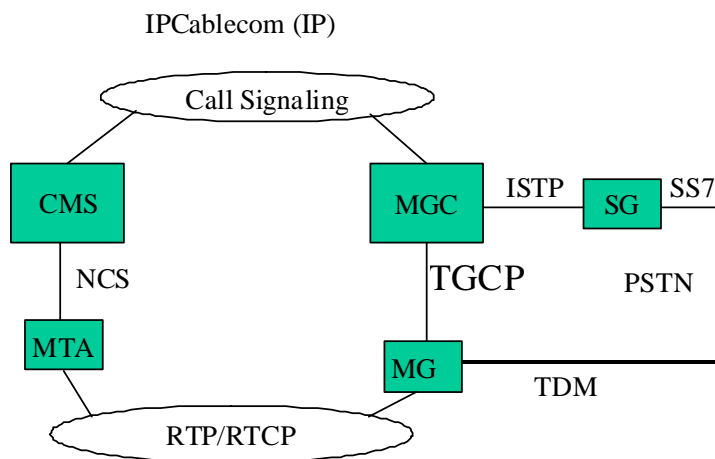 IPCablecom (IP)
Call Signaling
CMS
MGC
ISTP
SG
SS7
NCS
TGCP
PSTN
MTA
MG
TDM
RTP/RTCP